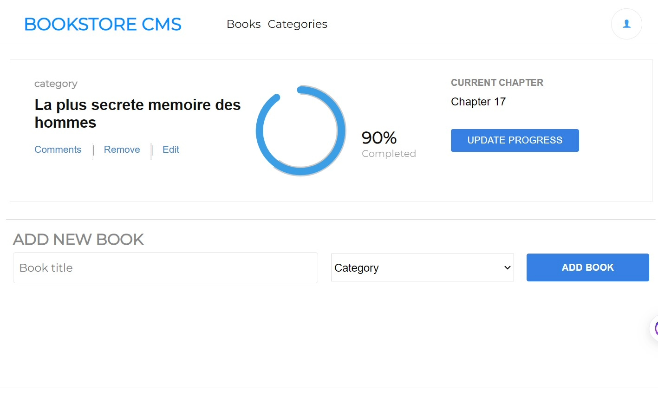 BOOKSTORE CMS
Books Categories
category
La plus secrete memoire des
hommes
Comments | Remove | Edit
90%
Completed
CURRENT CHAPTER
Chapter 17
UPDATE PROGRESS
ADD NEW BOOK
Book title
Category
ADD BOOK